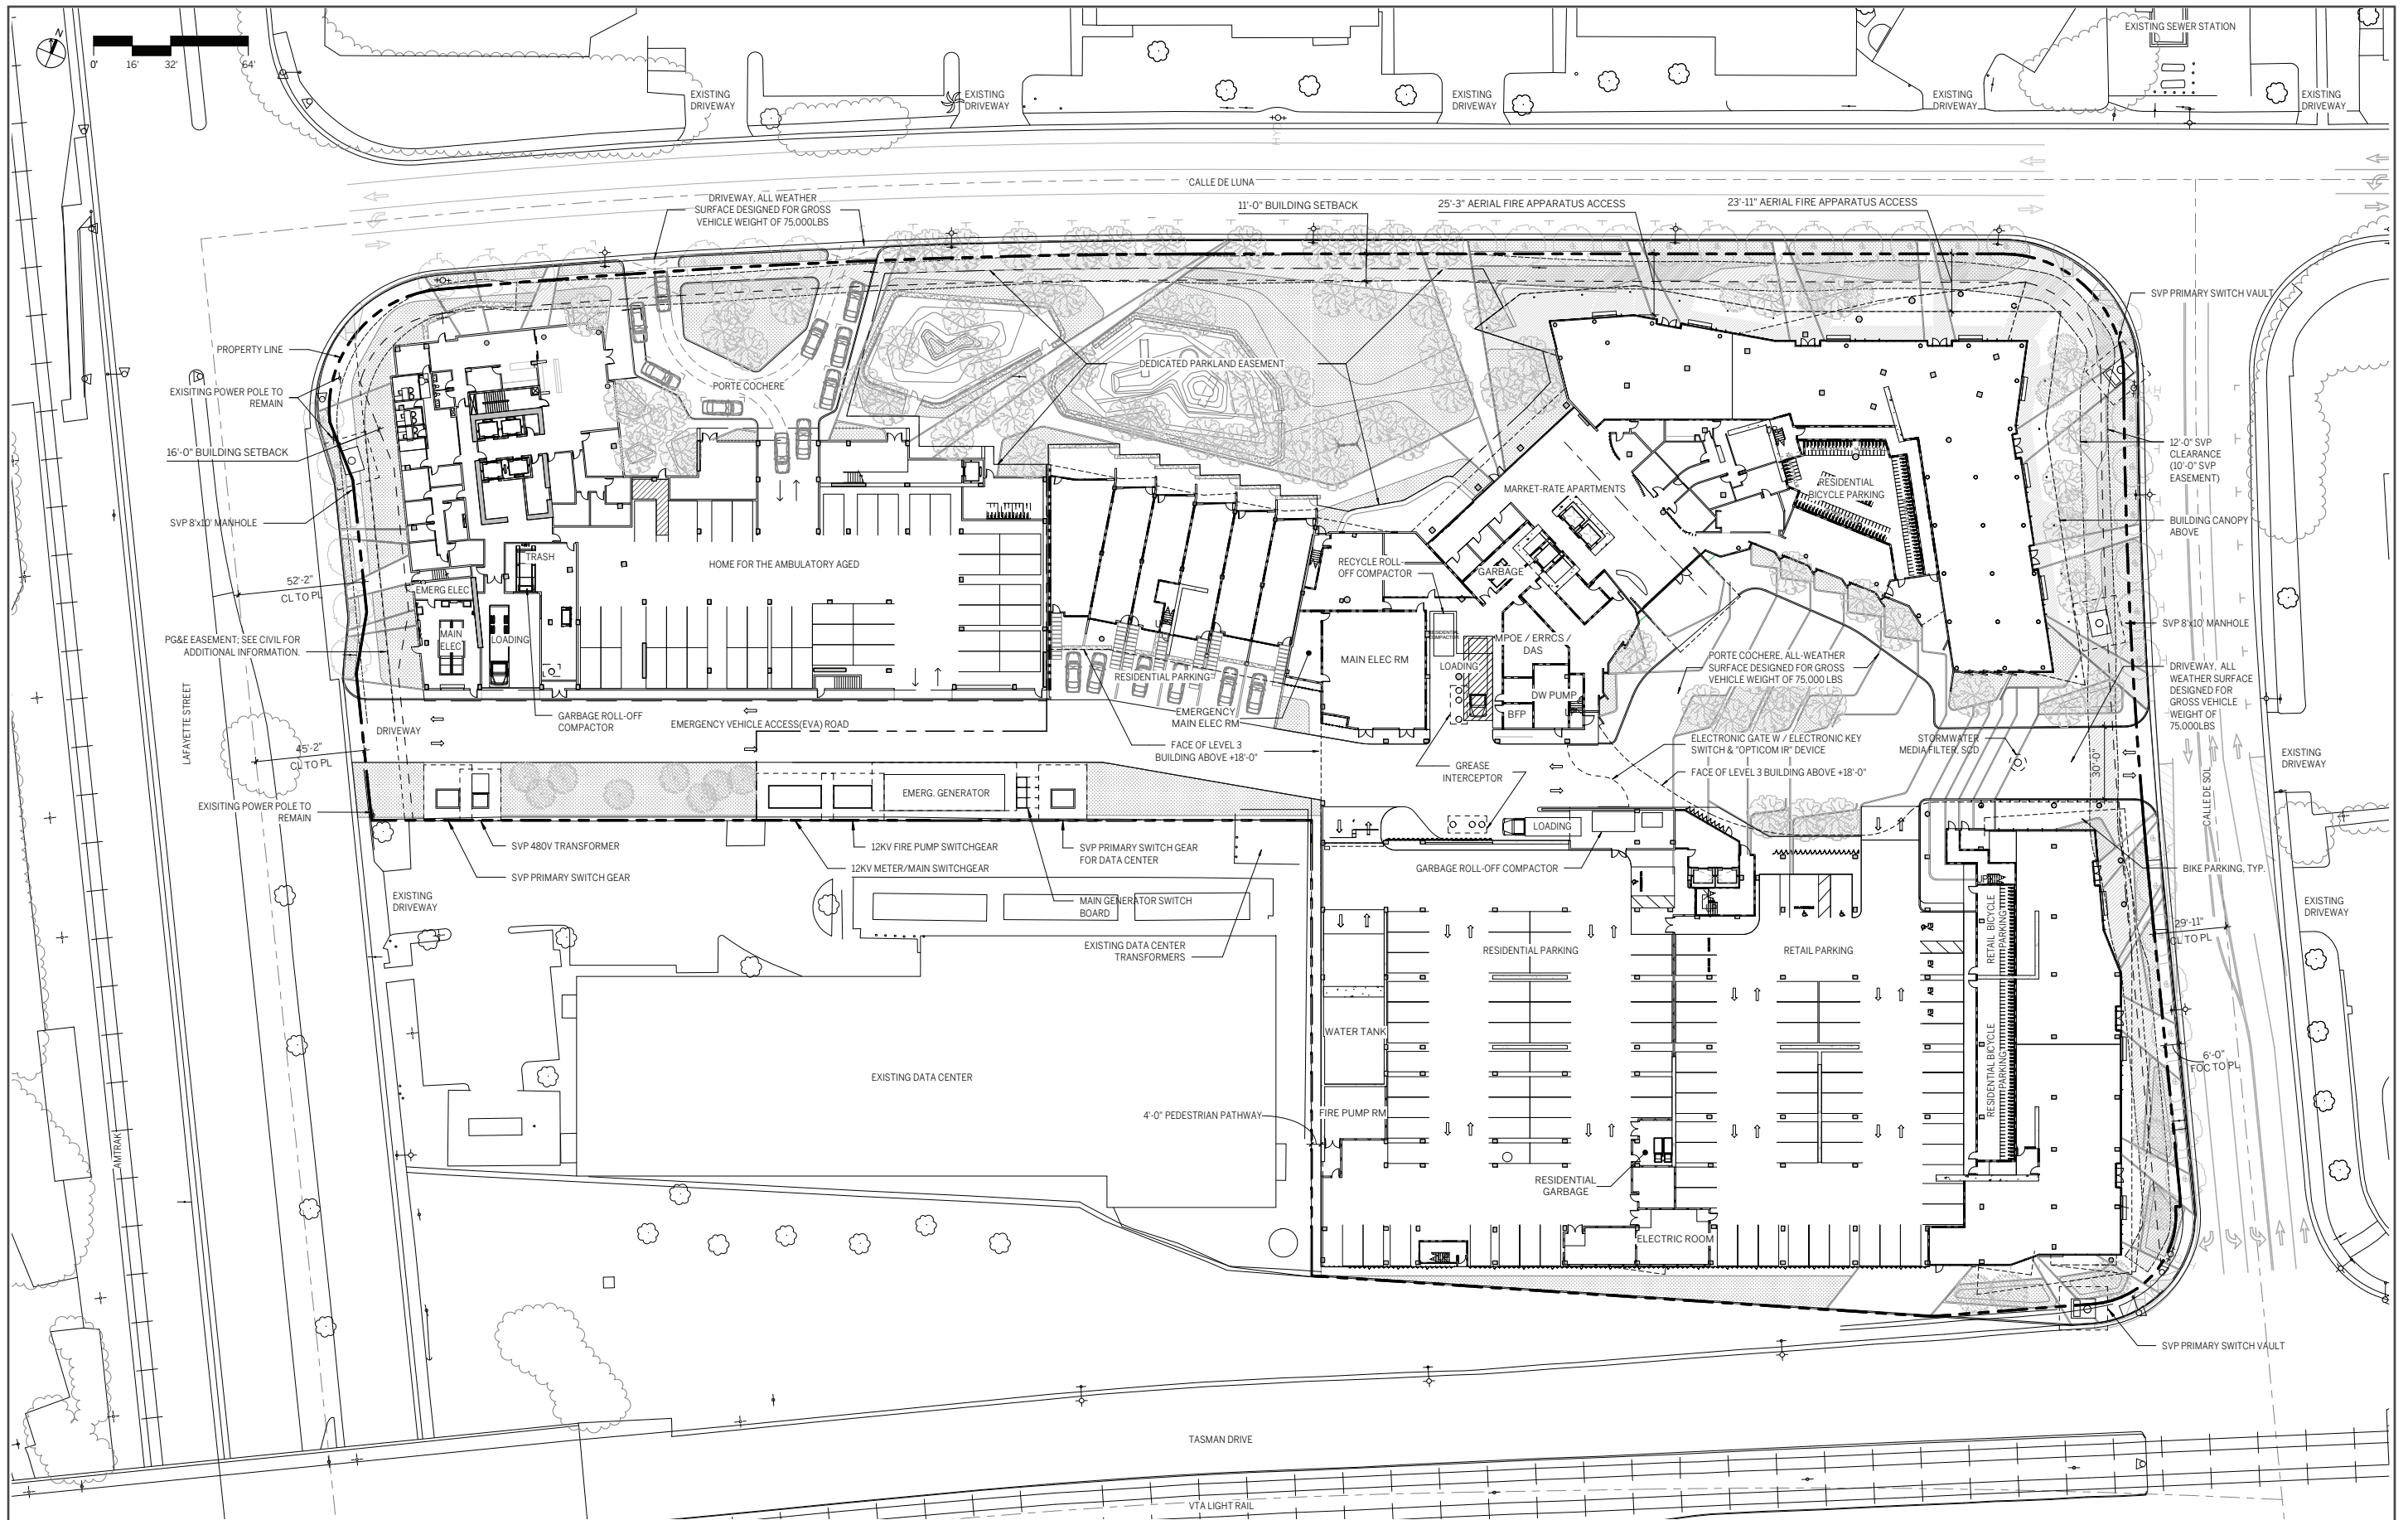 N
0'
16'
32'
64'
EXISTING SEWER STATION
EXISTING
DRIVEWAY
EXISTING
DRIVEWAY
EXISTING
DRIVEWAY
EXISTING
DRIVEWAY
EXISTING
DRIVEWAY
CALLE DE LUNA
DRIVEWAY, ALL WEATHER
SURFACE DESIGNED FOR GROSS
VEHICLE WEIGHT OF 75,000LBS
11'-0" BUILDING SETBACK
25'-3" AERIAL FIRE APPARATUS ACCESS
23'-11" AERIAL FIRE APPARATUS ACCESS
SVP PRIMARY SWITCH VAULT
PROPERTY LINE
EXISITING POWER POLE TO
REMAIN
16'-0" BUILDING SETBACK
SVP 8'x10' MANHOLE
PORTE COCHERE
DEDICATED PARKLAND EASEMENT
12'-0" SVP
CLEARANCE
(10'-0" SVP
EASEMENT)
MARKET-RATE APARTMENTS
RESIDENTIAL
BICYCLE PARKING
BUILDING CANOPY
ABOVE
TRASH
HOME FOR THE AMBULATORY AGED
RECYCLE ROLL-
OFF COMPACTOR
GARBAGE
52'-2"
CL TO PL
EMERG ELEC
MAIN
ELEC
LOADING
PG&E EASEMENT; SEE CIVIL FOR
ADDITIONAL INFORMATION.
MAIN ELEC RM
LOADING
MPOE / ERRCS /
DAS
PORTE COCHERE, ALL-WEATHER
SURFACE DESIGNED FOR GROSS
VEHICLE WEIGHT OF 75,000 LBS
SVP 8'x10' MANHOLE
DRIVEWAY, ALL
WEATHER SURFACE
DESIGNED FOR
GROSS VEHICLE
WEIGHT OF
75,000LBS
RESIDENTIAL PARKING
DW PUMP
BFP
UP
LAFAYETTE STREET
GARBAGE ROLL-OFF
COMPACTOR
EMERGENCY VEHICLE ACCESS(EVA) ROAD
EMERGENCY
MAIN ELEC RM
DRIVEWAY
45'-2"
CL TO PL
FACE OF LEVEL 3
BUILDING ABOVE +18'-0"
GREASE
INTERCEPTOR
ELECTRONIC GATE W / ELECTRONIC KEY
SWITCH & "OPTICOM IR" DEVICE
FACE OF LEVEL 3 BUILDING ABOVE +18'-0"
STORMWATER
MEDIA FILTER, SCD
30'-0"
CALLE DE SOL
EXISTING
DRIVEWAY
EMERG. GENERATOR
EXISITING POWER POLE TO
REMAIN
LOADING
SVP 480V TRANSFORMER
12KV FIRE PUMP SWITCHGEAR
SVP PRIMARY SWITCH GEAR
FOR DATA CENTER
SVP PRIMARY SWITCH GEAR
12KV METER/MAIN SWITCHGEAR
GARBAGE ROLL-OFF COMPACTOR
BIKE PARKING, TYP.
UP
EXISTING
DRIVEWAY
MAIN GENERATOR SWITCH
BOARD
EXISTING
DRIVEWAY
EXISTING DATA CENTER
TRANSFORMERS
RESIDENTIAL PARKING
RETAIL PARKING
RETAIL BICYCLE
PARKING
29'-11"
CL TO PL
EV
EV
EV
WATER TANK
RESIDENTIAL BICYCLE
PARKING
6'-0"
FOC TO PL
EXISTING DATA CENTER
4'-0" PEDESTRIAN PATHWAY
FIRE PUMP RM
AMTRAK
RESIDENTIAL
GARBAGE
ELECTRIC ROOM
SVP PRIMARY SWITCH VAULT
TASMAN DRIVE
VTA LIGHT RAIL